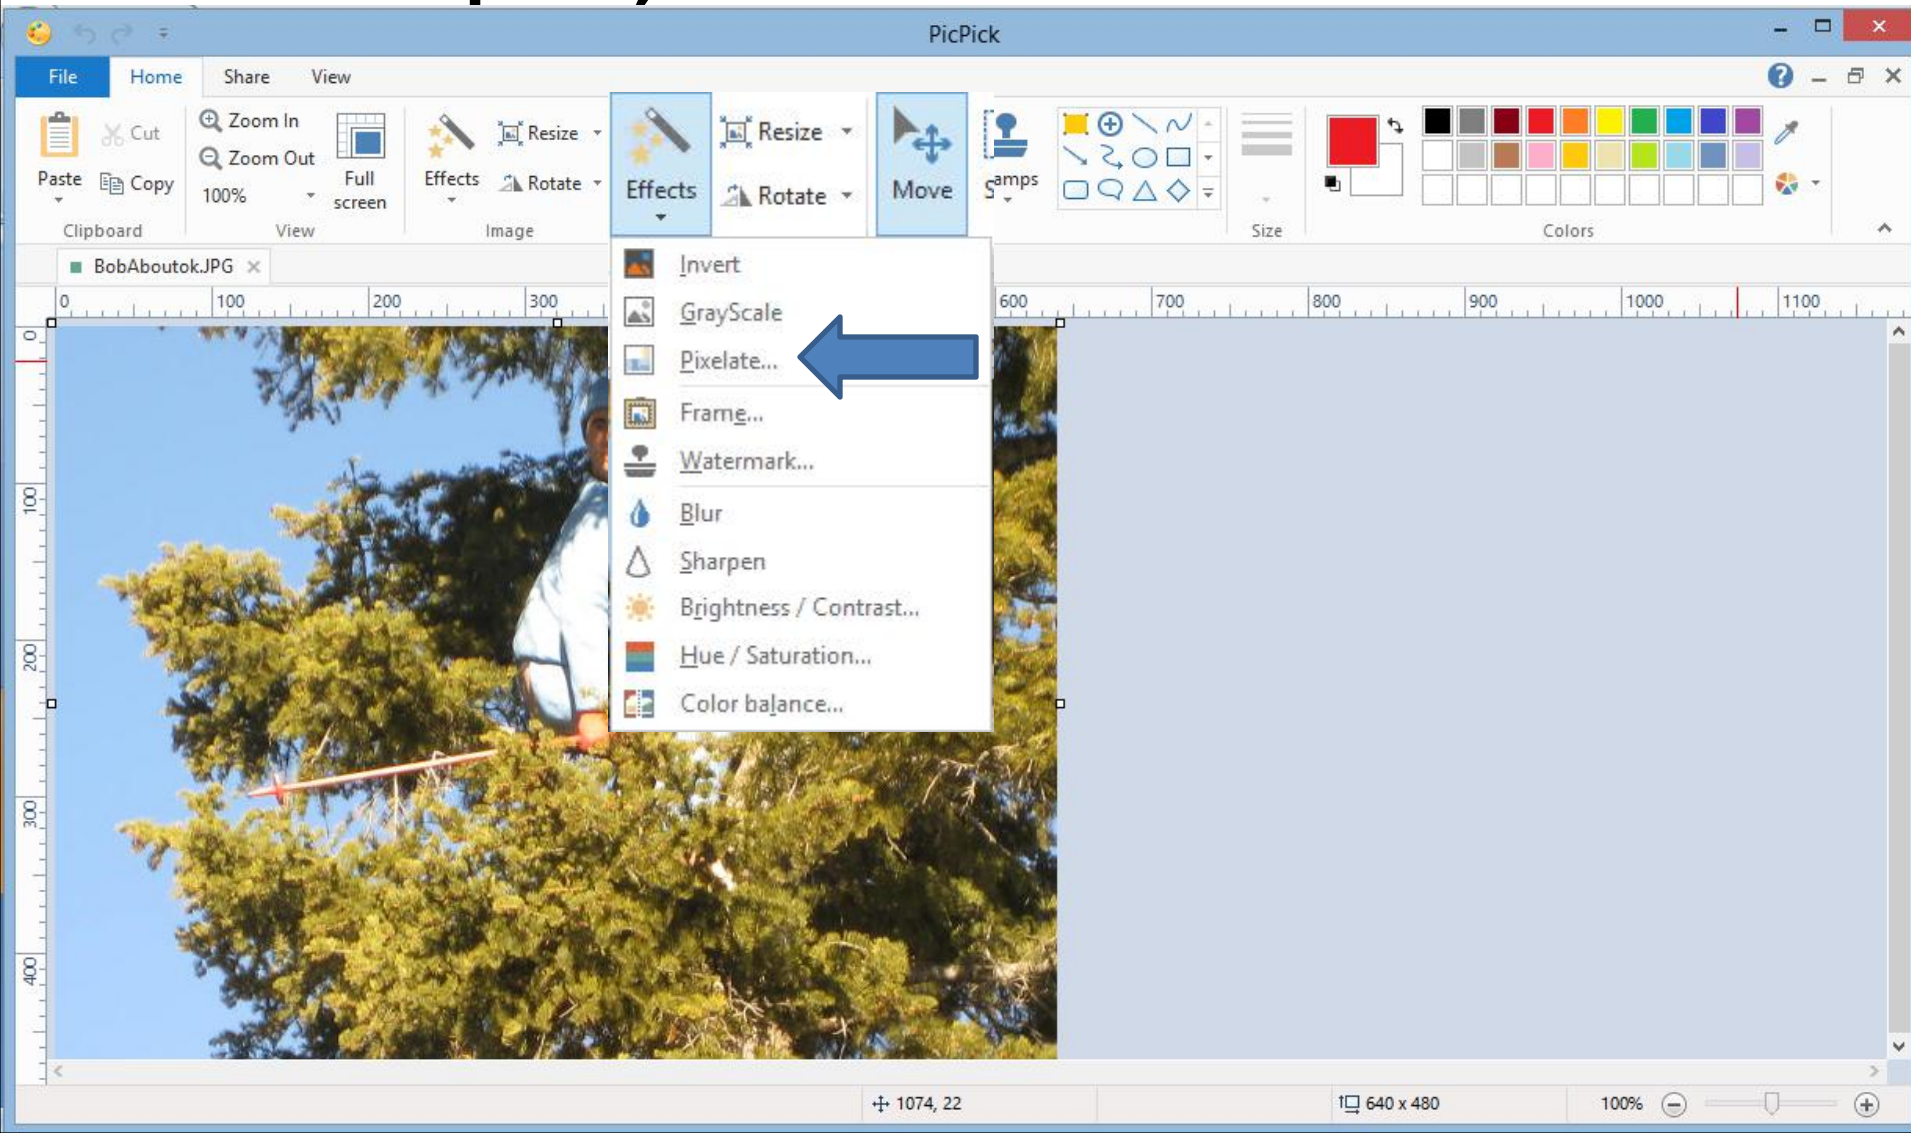 PicPick
File Home Share View
Paste Cut Copy
Clipboard
Zoom In
Zoom Out
100%
Full screen
View
Effects Resize Rotate
Image
Effects Resize Rotate
Move
Stamps
Size
Colors
BobAboutok.JPG
0 100 200 300 600 700 800 900 1000 1100
0
100
200
300
400
Invert
GrayScale
Pixelate...
Frame...
Watermark...
Blur
Sharpen
Brightness / Contrast...
Hue / Saturation...
Color balance...
1074, 22
640 x 480
100%